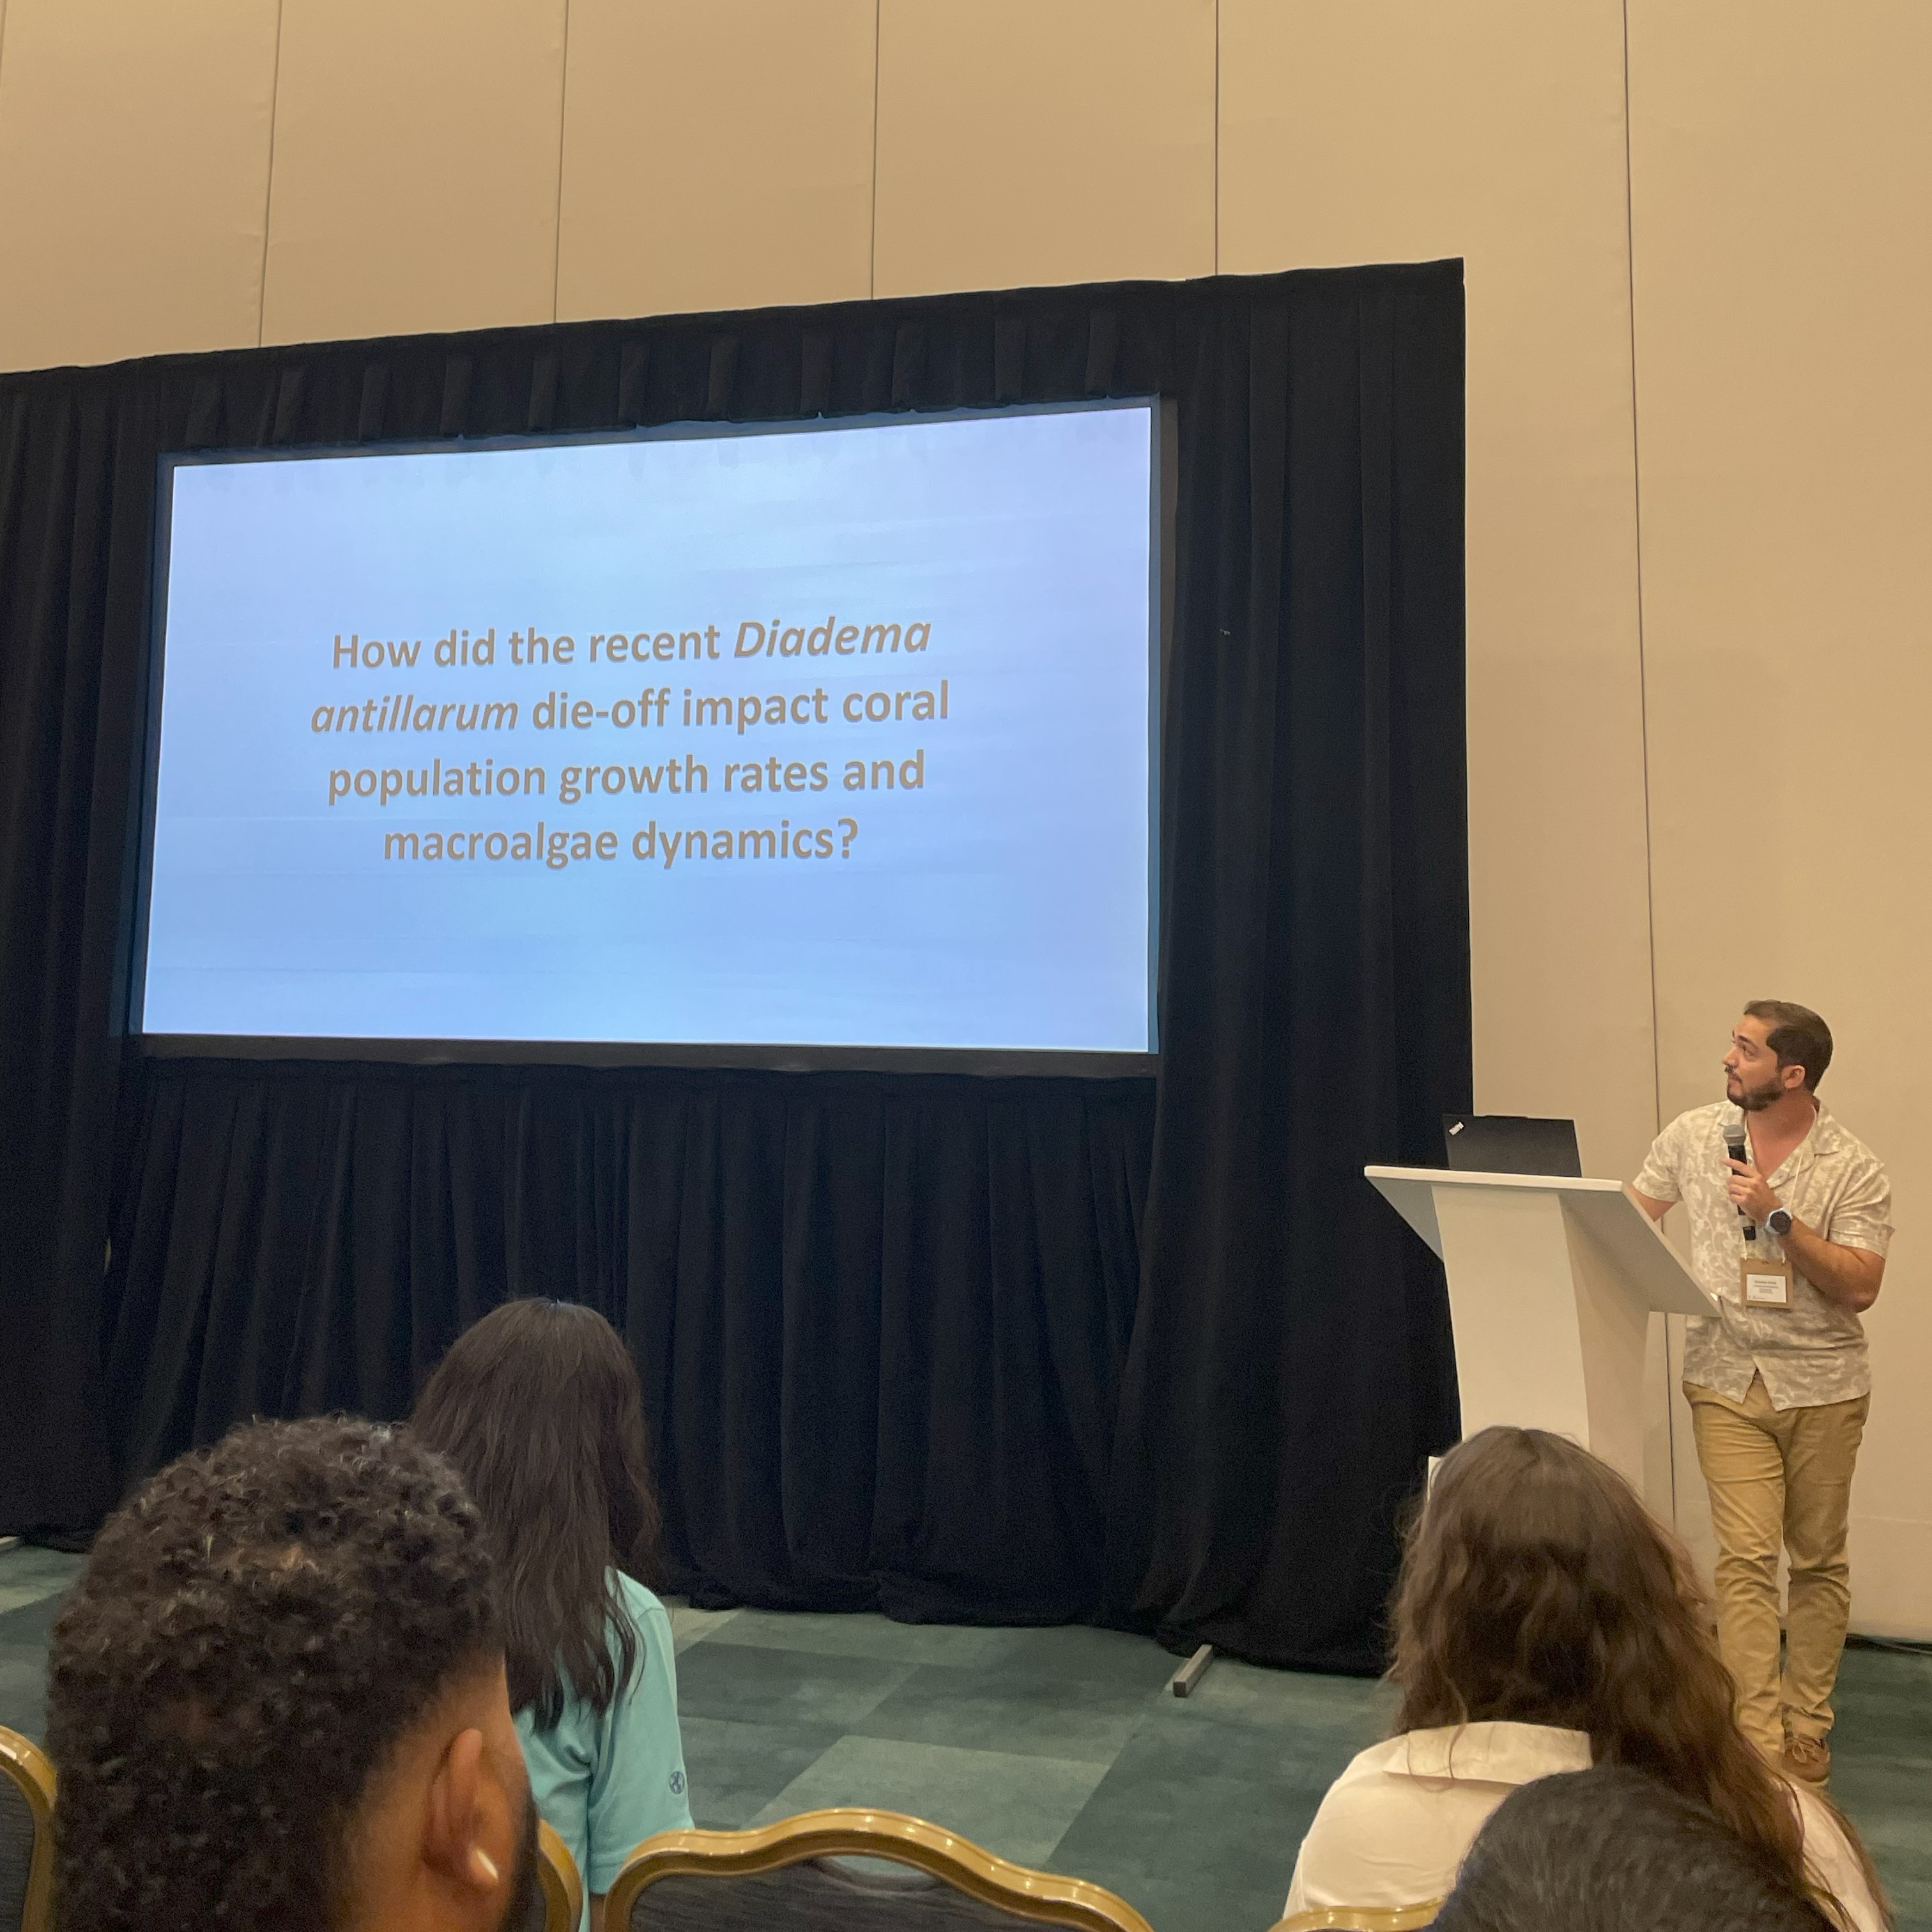 How did the recent Diadema
antillarum die-off impact coral
population growth rates and
macroalgae dynamics?